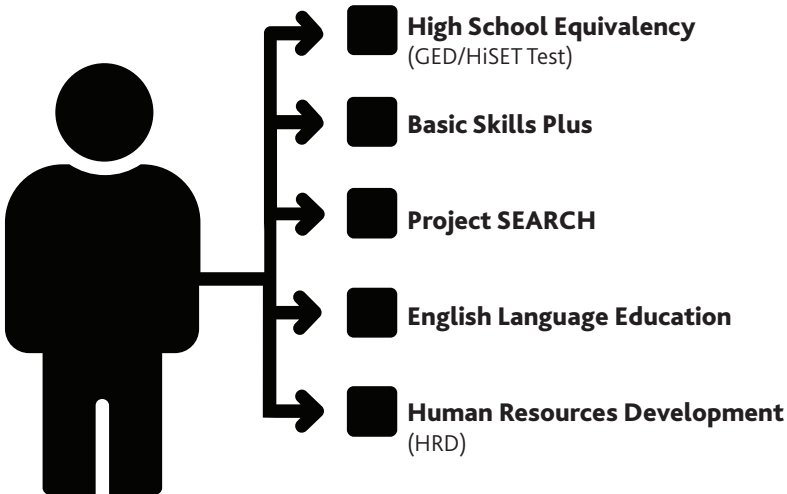 High School Equivalency
(GED/HiSET Test)
Basic Skills Plus
Project SEARCH
English Language Education
Human Resources Development
(HRD)